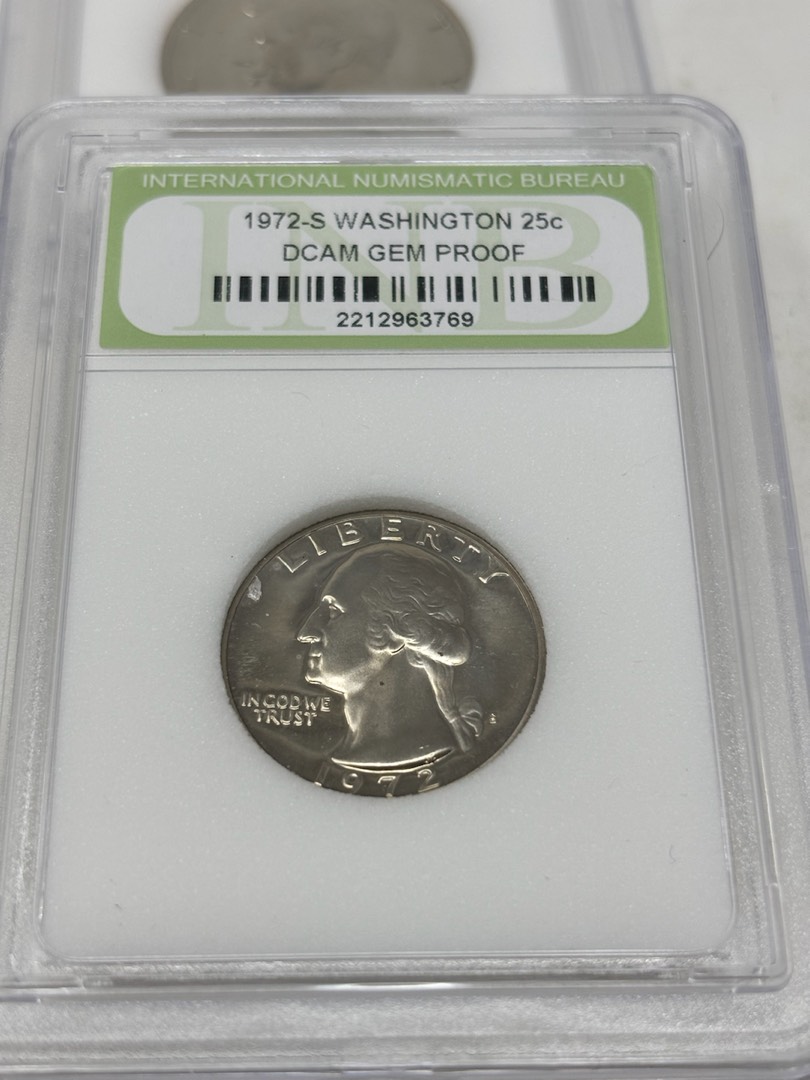 INTERNATIONAL NUMISMATIC BUREAU
INB
1972-S WASHINGTON 25c
DCAM GEM PROOF
2212963769
LIBERTY
IN GOD WE
TRUST
S
1972